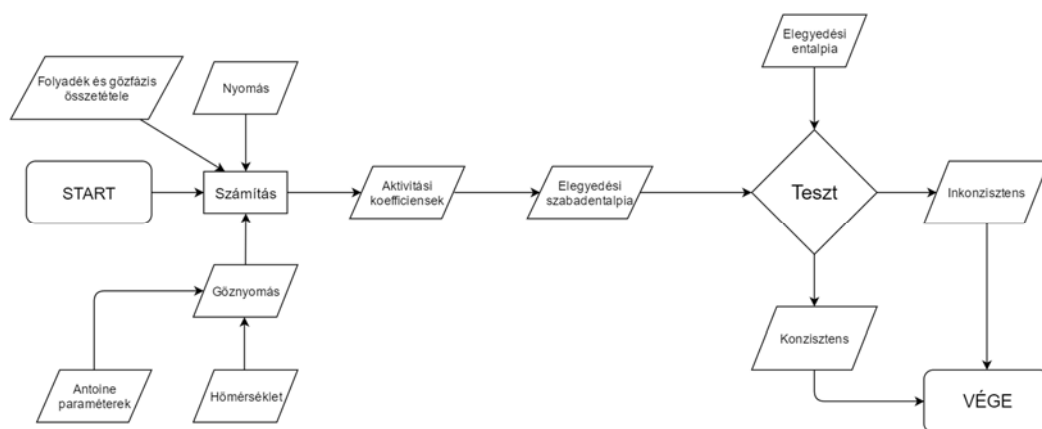 Elegyedési
entalpia
Folyadék és gőzfázis
összetétele
Nyomás
START
Számítás
Aktivitási
koefficiensek
Elegyedési
szabadentalpia
Teszt
Inkonzisztens
Gőznyomás
Konzisztens
Antoine
paraméterek
Hőmérséklet
VÉGE